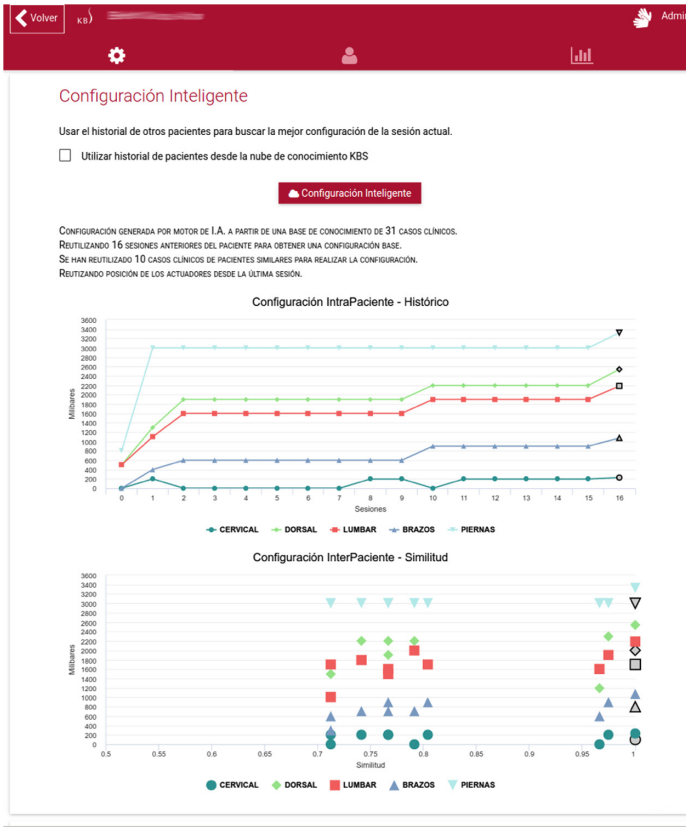 Volver
KB
Admi
Configuración Inteligente
Usar el historial de otros pacientes para buscar la mejor configuración de la sesión actual.
Utilizar historial de pacientes desde la nube de conocimiento KBS
Configuración Inteligente
Configuración generada por motor de I.A. a partir de una base de conocimiento de 31 casos clínicos.
Reutilizando 16 sesiones anteriores del paciente para obtener una configuración base.
Se han reutilizado 10 casos clínicos de pacientes similares para realizar la configuración.
Reutizando posición de los actuadores desde la última sesión.
Configuración IntraPaciente - Histórico
Milibares
3600
3400
3200
3000
2800
2600
2400
2200
2000
1800
1600
1400
1200
1000
800
600
400
200
0
0 1 2 3 4 5 6 7 8 9 10 11 12 13 14 15 16
Sesiones
CERVICAL DORSAL LUMBAR BRAZOS PIERNAS
Configuración InterPaciente - Similitud
Milibares
3600
3400
3200
3000
2800
2600
2400
2200
2000
1800
1600
1400
1200
1000
800
600
400
200
0
0.5 0.55 0.6 0.65 0.7 0.75 0.8 0.85 0.9 0.95 1
Similitud
CERVICAL DORSAL LUMBAR BRAZOS PIERNAS